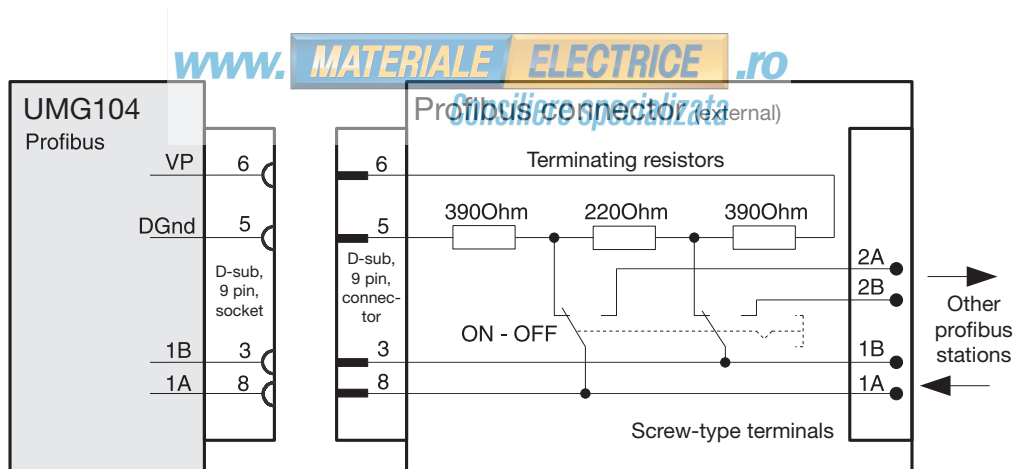 www. MATERIALE ELECTRICE .ro
Consiliere specializata
UMG104
Profibus
Profibus connector (external)
VP 6
DGnd 5
D-sub,
9 pin,
socket
1B 3
1A 8
6
5
D-sub,
9 pin,
connec-
tor
3
8
Terminating resistors
390Ohm 220Ohm 390Ohm
ON - OFF
2A
2B
1B
1A
Other
profibus
stations
Screw-type terminals